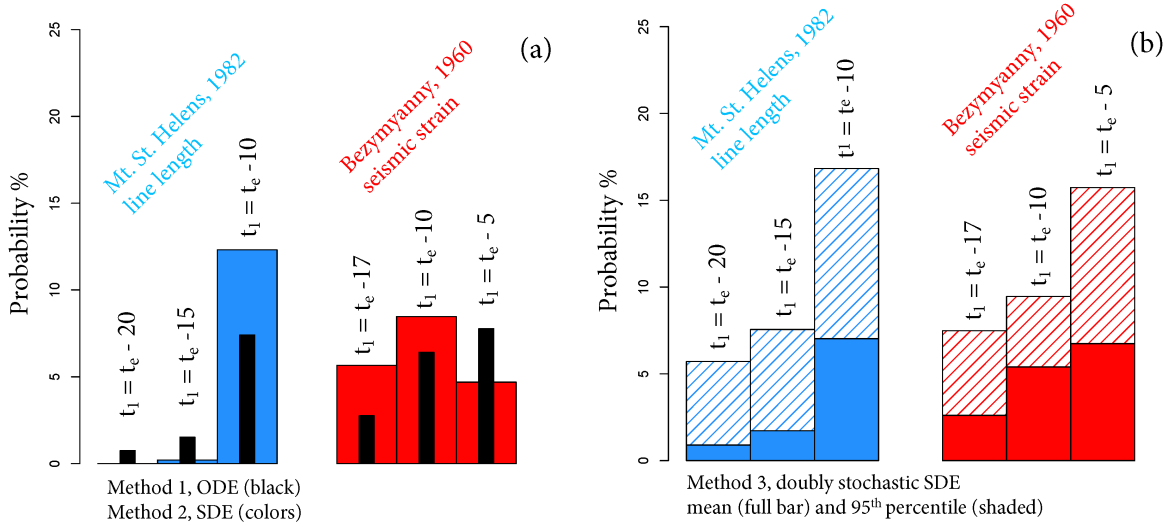 (a)
Probability %
25
20
15
10
5
0
Mt. St. Helens, 1982
line length
Bezymyanny, 1960
seismic strain
t₁ = tₑ - 20
t₁ = tₑ -15
t₁ = tₑ -10
t₁ = tₑ -17
t₁ = tₑ -10
t₁ = tₑ - 5
Method 1, ODE (black)
Method 2, SDE (colors)
(b)
Probability %
25
20
15
10
5
0
Mt. St. Helens, 1982
line length
Bezymyanny, 1960
seismic strain
t₁ = tₑ - 20
t₁ = tₑ -15
t¹ = tᵉ -10
t₁ = tₑ -17
t₁ = tₑ -10
t₁ = tₑ - 5
Method 3, doubly stochastic SDE
mean (full bar) and 95ᵗʰ percentile (shaded)